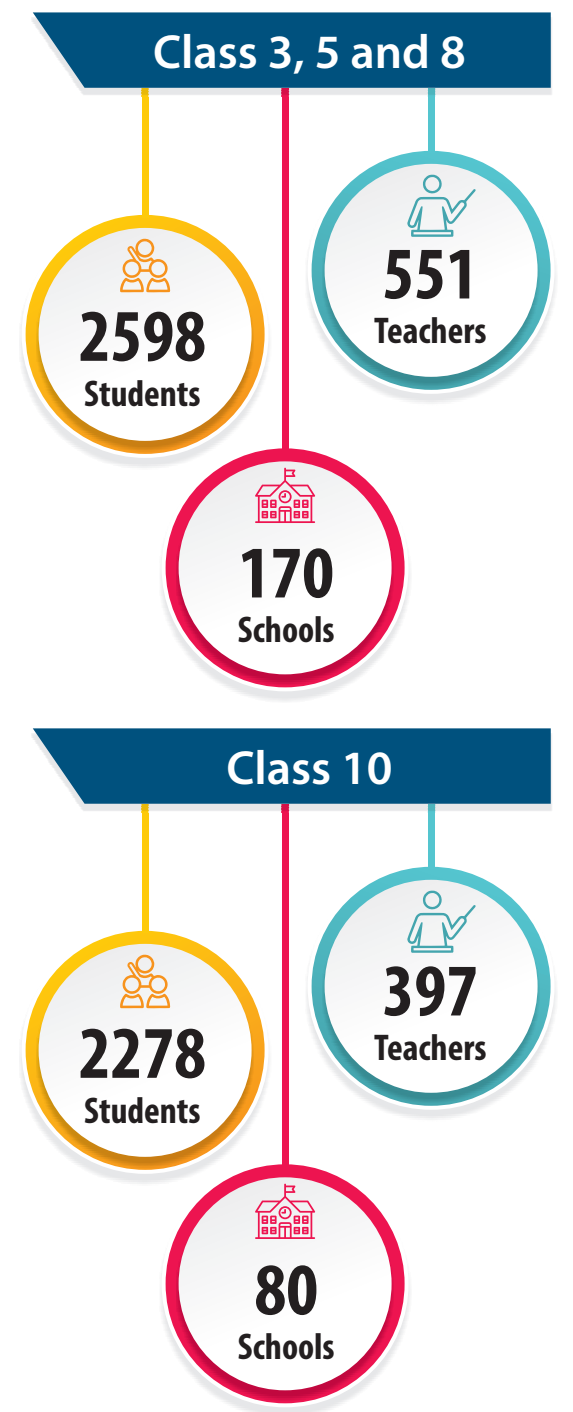 Class 3, 5 and 8
2598
Students
551
Teachers
170
Schools
Class 10
2278
Students
397
Teachers
80
Schools